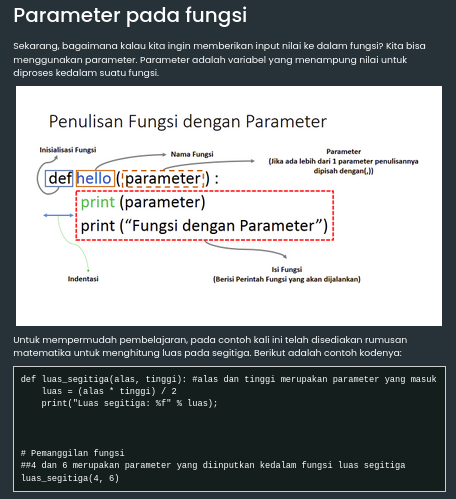 Parameter pada fungsi
Sekarang, bagaimana kalau kita ingin memberikan input nilai ke dalam fungsi? Kita bisa
menggunakan parameter. Parameter adalah variabel yang menampung nilai untuk
diproses kedalam suatu fungsi.
Penulisan Fungsi dengan Parameter
Inisialisasi Fungsi
Nama Fungsi
Parameter
(Jika ada lebih dari 1 parameter penulisannya
dipisah dengan(,))
def hello (parameter) :
print (parameter)
print (“Fungsi dengan Parameter”)
Indentasi
Isi Fungsi
(Berisi Perintah Fungsi yang akan dijalankan)
Untuk mempermudah pembelajaran, pada contoh kali ini telah disediakan rumusan
matematika untuk menghitung luas pada segitiga. Berikut adalah contoh kodenya:
def luas_segitiga(alas, tinggi): #alas dan tinggi merupakan parameter yang masuk
    luas = (alas * tinggi) / 2
    print("Luas segitiga: %f" % luas);
# Pemanggilan fungsi
##4 dan 6 merupakan parameter yang diinputkan kedalam fungsi luas segitiga
luas_segitiga(4, 6)